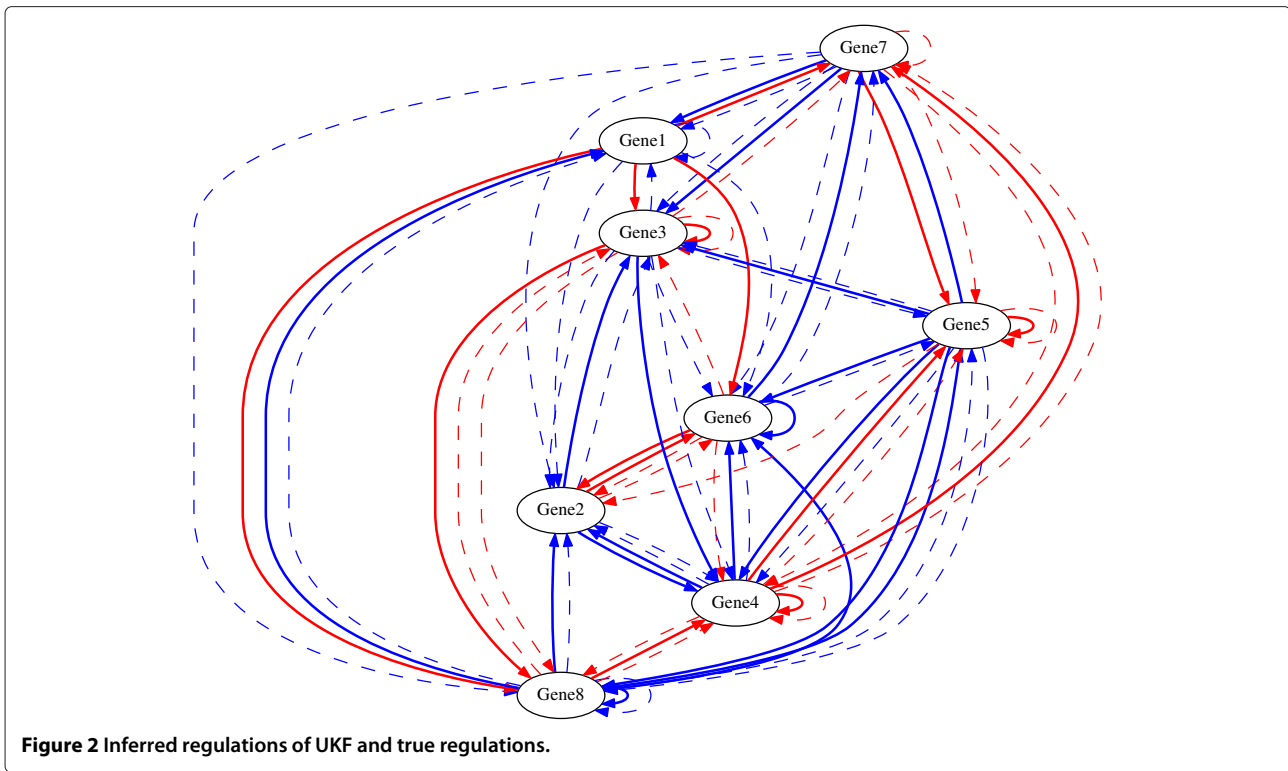 Gene7
Gene1
Gene3
Gene5
Gene6
Gene2
Gene4
Gene8
Figure 2 Inferred regulations of UKF and true regulations.